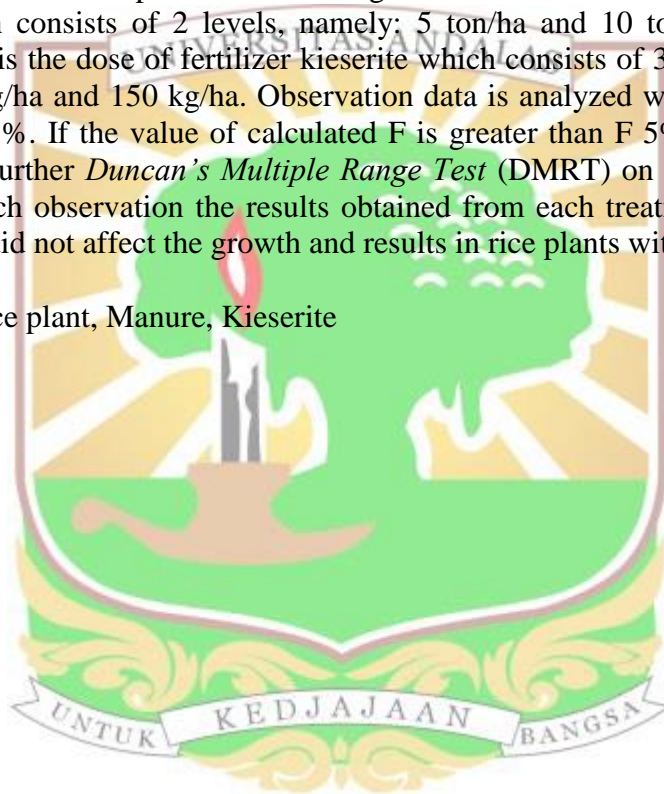 n consists of 2 levels, namely: 5 ton/ha and 10 to
UNIVERSITAS ANDALAS
is the dose of fertilizer kieserite which consists of 3
g/ha and 150 kg/ha. Observation data is analyzed w
%. If the value of calculated F is greater than F 5%
urther Duncan's Multiple Range Test (DMRT) on
ch observation the results obtained from each treat
id not affect the growth and results in rice plants wit
ce plant, Manure, Kieserite
UNTUK KEDJAJAAN BANGSA